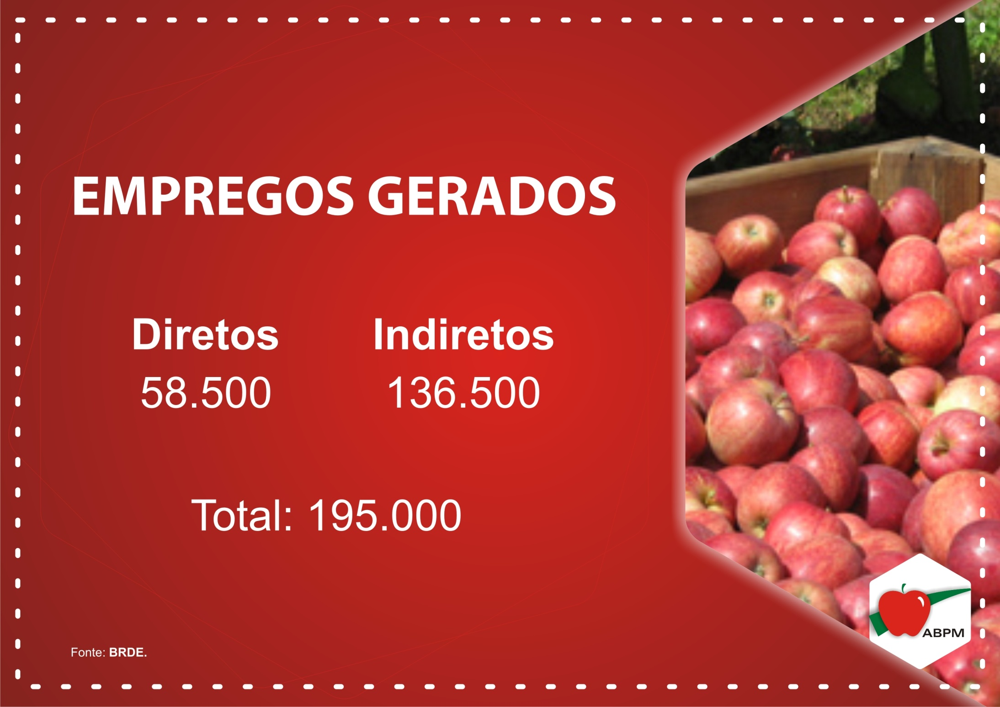 EMPREGOS GERADOS
Diretos Indiretos
58.500 136.500
Total: 195.000
Fonte: BRDE.
ABPM